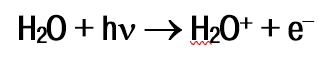 H₂O + hν → H₂O⁺ + e⁻